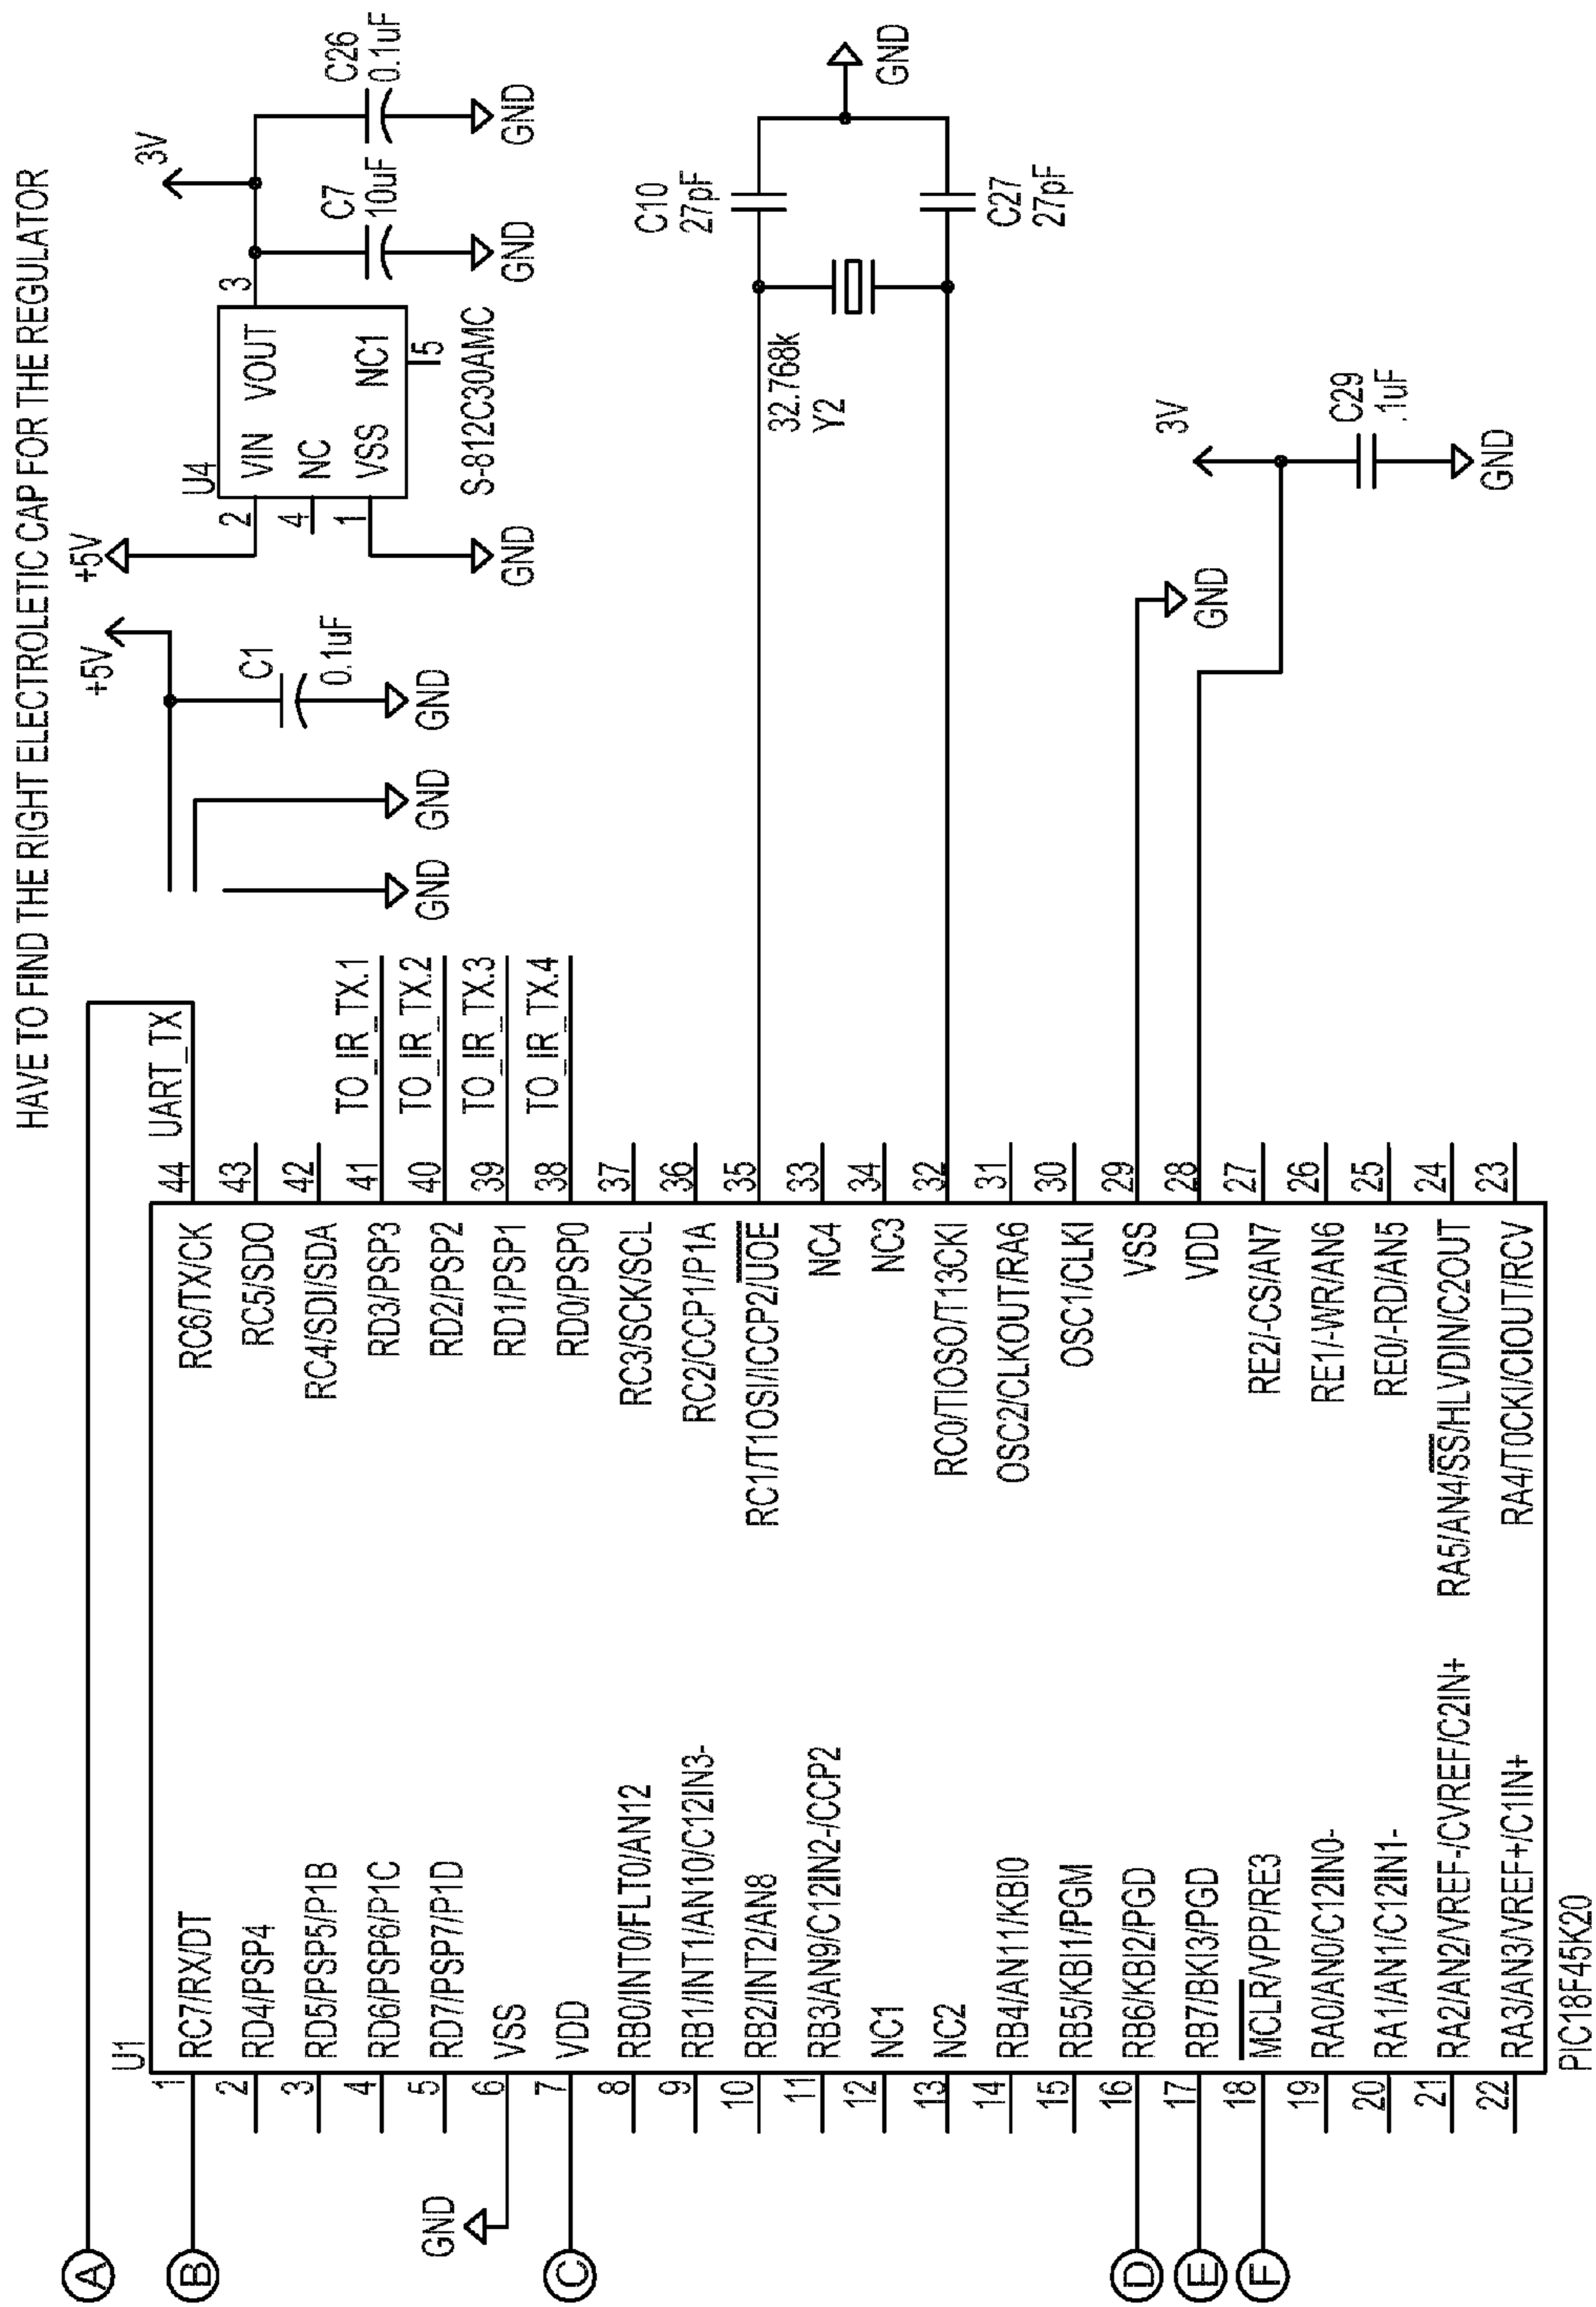 HAVE TO FIND THE RIGHT ELECTROLETIC CAP FOR THE REGULATOR
A
B
C
D
E
F
U1
1 RC7/RX/DT
2 RD4/PSP4
3 RD5/PSP5/P1B
4 RD6/PSP6/P1C
5 RD7/PSP7/P1D
6 VSS
GND
7 VDD
8 RB0/INT0/FLT0/AN12
9 RB1/INT1/AN10/C12IN3-
10 RB2/INT2/AN8
11 RB3/AN9/C12IN2-/CCP2
12 NC1
13 NC2
14 RB4/AN11/KBI0
15 RB5/KBI1/PGM
16 RB6/KBI2/PGD
17 RB7/BKI3/PGD
18 MCLR/VPP/RE3
19 RA0/AN0/C12IN0-
20 RA1/AN1/C12IN1-
21 RA2/AN2/VREF-/CVREF/C2IN+
22 RA3/AN3/VREF+/C1IN+
PIC18F45K20
RC6/TX/CK 44 UART_TX
RC5/SDO 43
RC4/SDI/SDA 42
RD3/PSP3 41 TO_IR_TX.1
RD2/PSP2 40 TO_IR_TX.2
RD1/PSP1 39 TO_IR_TX.3
RD0/PSP0 38 TO_IR_TX.4
RC3/SCK/SCL 37
RC2/CCP1/P1A 36
RC1/T1OSI/ICCP2/UOE 35
NC4 33
NC3 34
RC0/TIOSO/T13CKI 32
OSC2/CLKOUT/RA6 31
OSC1/CLKI 30
VSS 29
VDD 28
RE2/-CS/AN7 27
RE1/-WR/AN6 26
RE0/-RD/AN5 25
RA5/AN4/SS/HLVDIN/C2OUT 24
RA4/T0CKI/CIOUT/RCV 23
+5V
C1
0.1uF
GND
GND
GND
+5V
U4
2 VIN VOUT 3
4 NC
1 VSS NC1 5
S-812C30AMC
GND
3V
C7
10uF
GND
C26
0.1uF
GND
32.768k
Y2
C10
27pF
C27
27pF
GND
GND
3V
C29
.1uF
GND